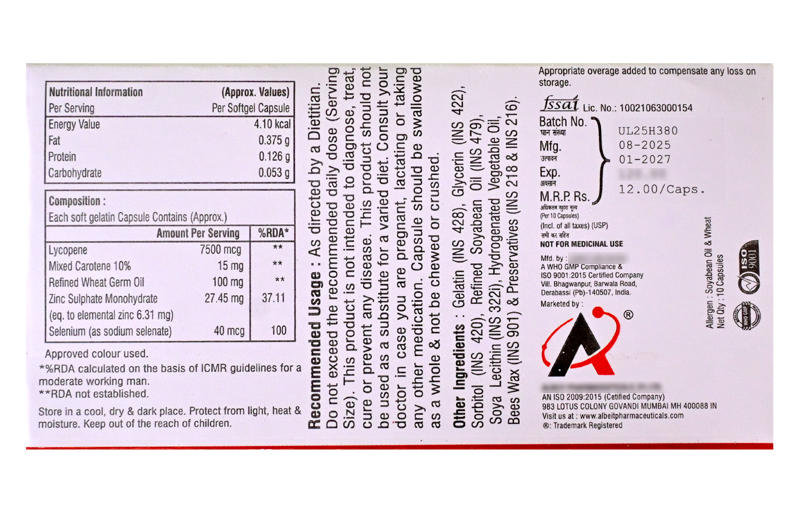 Nutritional Information (Approx. Values)
Per Serving Per Softgel Capsule
Energy Value 4.10 kcal
Fat 0.375 g
Protein 0.126 g
Carbohydrate 0.053 g
Composition :
Each soft gelatin Capsule Contains (Approx.)
Amount Per Serving %RDA*
Lycopene 7500 mcg **
Mixed Carotene 10% 15 mg **
Refined Wheat Germ Oil 100 mg **
Zinc Sulphate Monohydrate 27.45 mg 37.11
(eq. to elemental zinc 6.31 mg)
Selenium (as sodium selenate) 40 mcg 100
Approved colour used.
*%RDA calculated on the basis of ICMR guidelines for a
moderate working man.
**RDA not established.
Store in a cool, dry & dark place. Protect from light, heat &
moisture. Keep out of the reach of children.
Recommended Usage : As directed by a Dietitian.
Do not exceed the recommended daily dose (Serving
Size). This product is not intended to diagnose, treat,
cure or prevent any disease. This product should not
be used as a substitute for a varied diet. Consult your
doctor in case you are pregnant, lactating or taking
any other medication. Capsule should be swallowed
as a whole & not be chewed or crushed.
Other Ingredients : Gelatin (INS 428), Glycerin (INS 422),
Sorbitol (INS 420), Refined Soyabean Oil (INS 479),
Soya Lecithin (INS 322i), Hydrogenated Vegetable Oil,
Bees Wax (INS 901) & Preservatives (INS 218 & INS 216).
Appropriate overage added to compensate any loss on
storage.
fssai Lic. No.: 10021063000154
Batch No. UL25H380
घान संख्या
Mfg. 08-2025
उत्पादन
Exp. 01-2027
अवसान
M.R.P. Rs. 12.00/Caps.
अधिकतम खुदरा मूल्य
(Per 10 Capsules)
(Incl. of all taxes) (USP)
सभी कर सहित
NOT FOR MEDICINAL USE
Mfd. by :
A WHO GMP Compliance &
ISO 9001:2015 Certified Company
Vill. Bhagwanpur, Barwala Road,
Derabassi (Pb)-140507, India.
Marketed by :
®
AN ISO 2009:2015 (Cetified Company)
983 LOTUS COLONY GOVANDI MUMBAI MH 400088 IN
Visit us at : www.albeitpharmaceuticals.com
®: Trademark Registered
Allergen : Soyabean Oil & Wheat
Net Qty : 10 Capsules
ISO